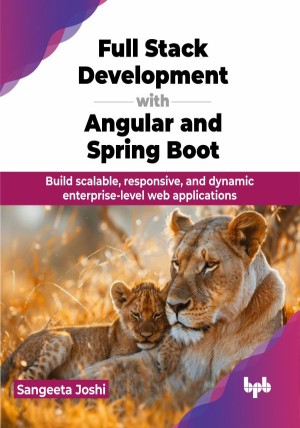 Full Stack
Development
with
Angular and
Spring Boot
Build scalable, responsive, and dynamic
enterprise-level web applications
Sangeeta Joshi
bpb